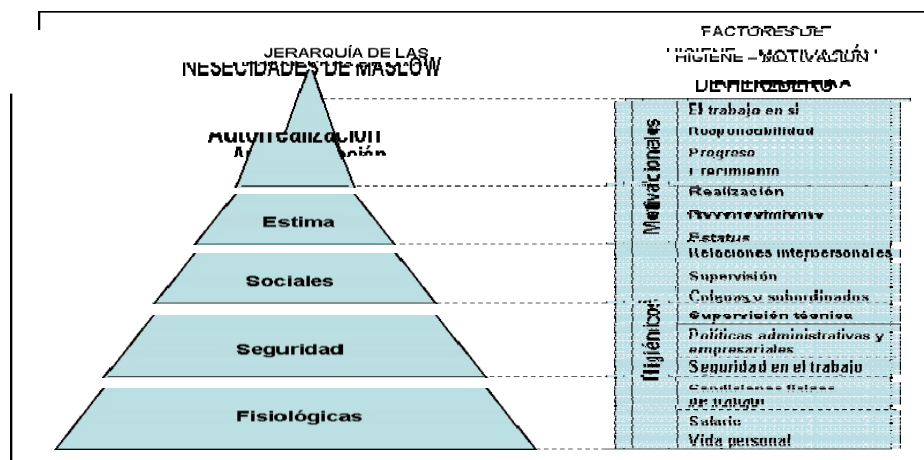 JERARQUÍA DE LAS
NESECIDADES DE MASLOW
Autorrealización
Estima
Sociales
Seguridad
Fisiológicas
FACTORES DE
HIGIENE – MOTIVACIÓN
DE HERZBERG
Motivacionales
El trabajo en si
Responsabilidad
Progreso
Crecimiento
Realización
Reconocimiento
Estatus
Higiénicos
Relaciones interpersonales
Supervisión
Colegas y subordinados
Supervisión técnica
Políticas administrativas y
empresariales
Seguridad en el trabajo
Condiciones físicas
de trabajo
Salario
Vida personal